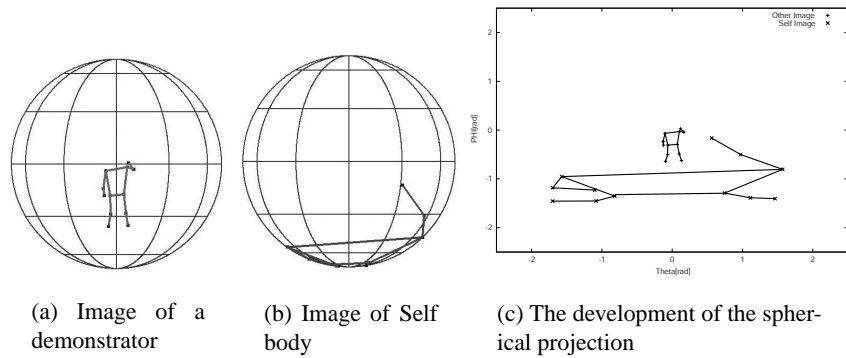 Other Image
Self Image
2
1
0
-1
-2
PHI[rad]
-2
-1
0
1
2
Theta[rad]
(a) Image of a
demonstrator
(b) Image of Self
body
(c) The development of the spher-
ical projection